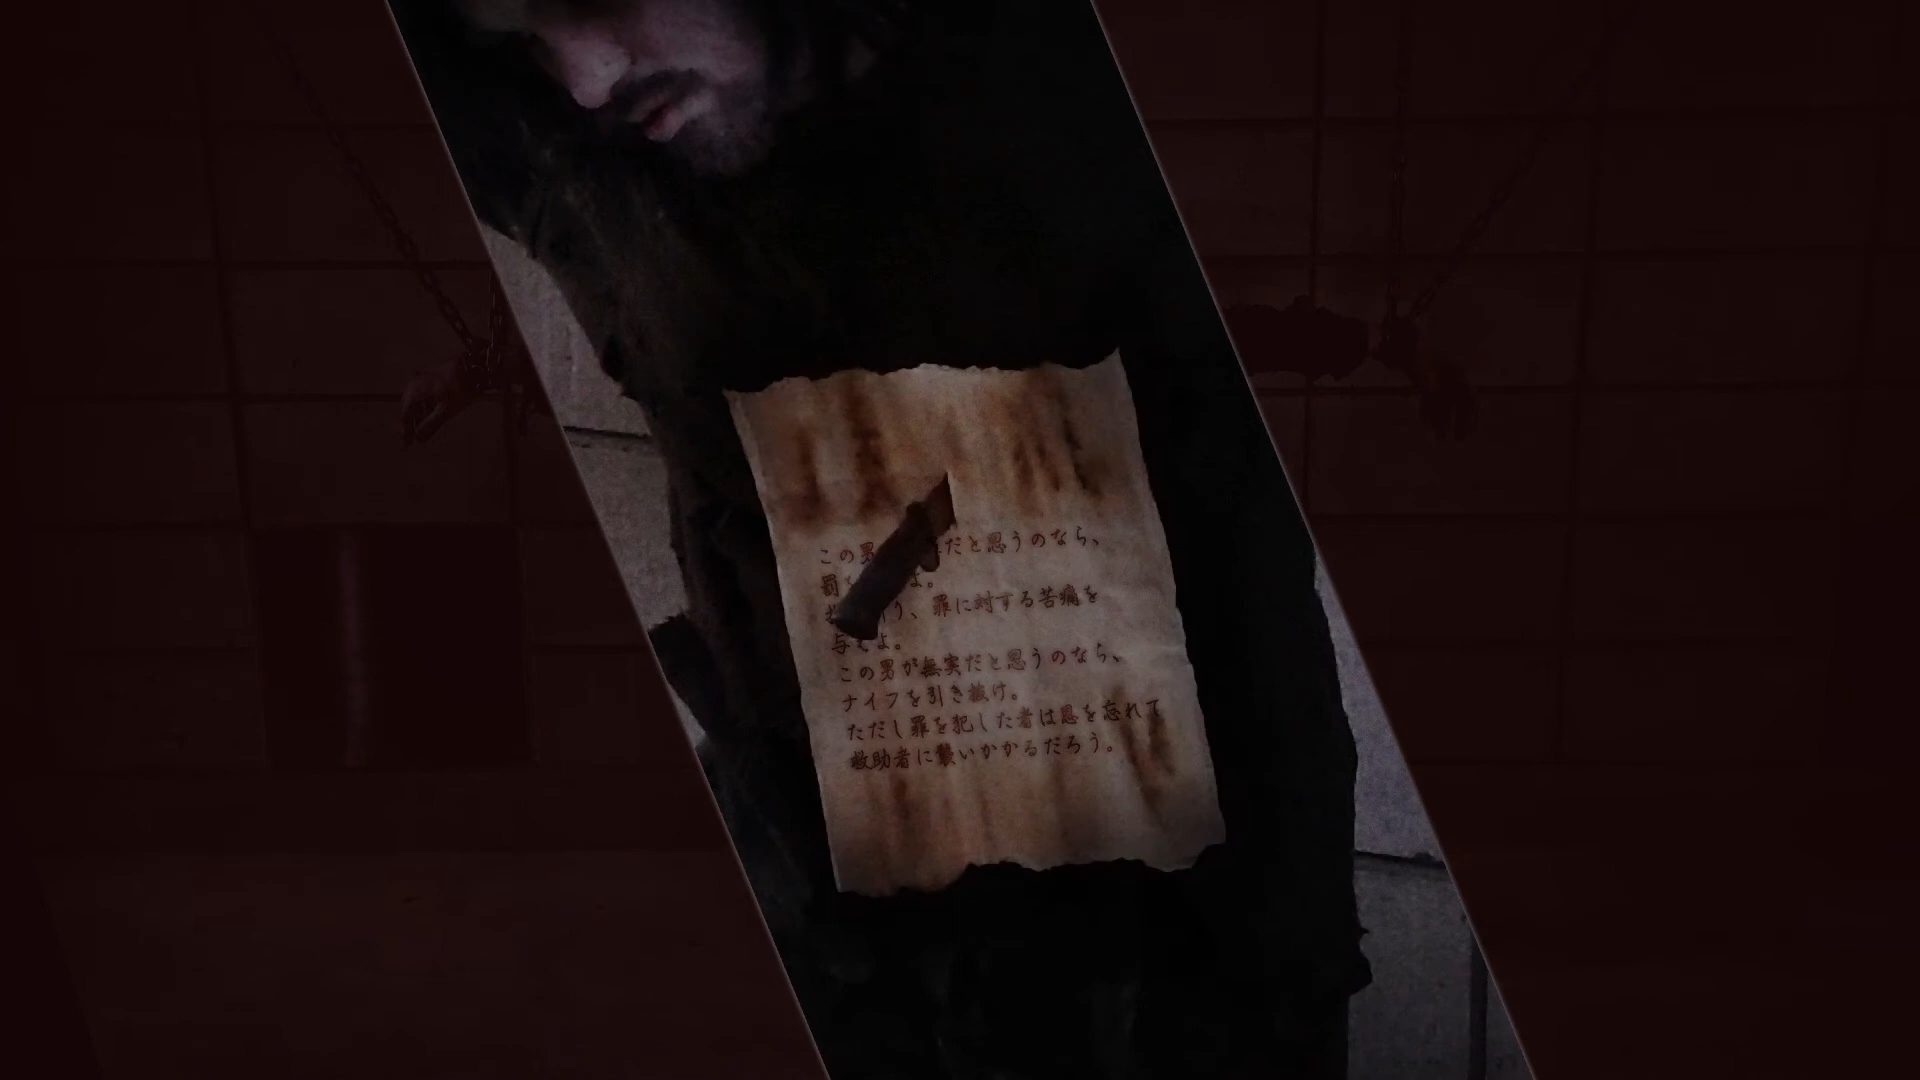 この男 だと思うのなら、
罰を よ。
う、罪に対する苦痛を
与えよ。
この男が無実だと思うのなら、
ナイフを引き抜け。
ただし罪を犯した者は恩を忘れて
救助者に襲いかかるだろう。